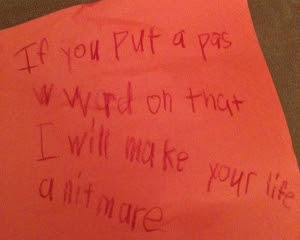 If you put a pas
w wurd on that
I will make your life
a nitmare